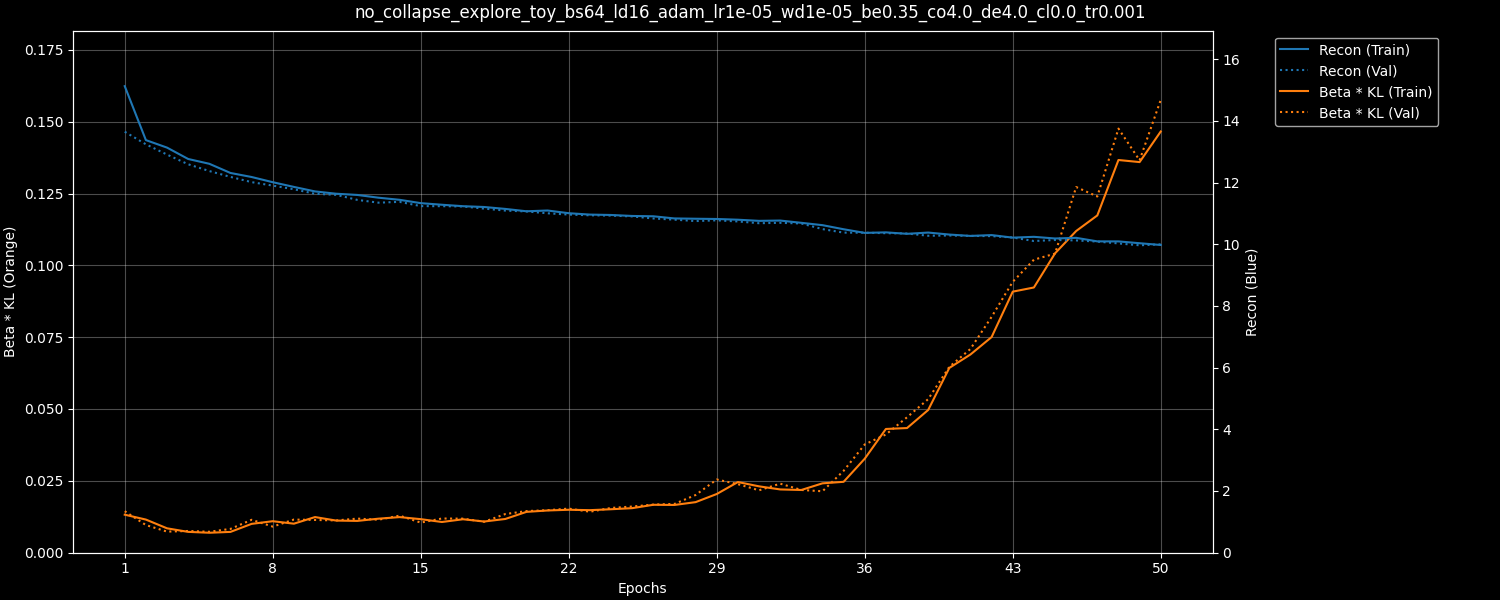 no_collapse_explore_toy_bs64_ld16_adam_lr1e-05_wd1e-05_be0.35_co4.0_de4.0_cl0.0_tr0.001
Beta * KL (Orange)
0.175
0.150
0.125
0.100
0.075
0.050
0.025
0.000
1 8 15 22 29 36 43 50
Epochs
16
14
12
10
8
6
4
2
0
Recon (Blue)
Recon (Train)
Recon (Val)
Beta * KL (Train)
Beta * KL (Val)